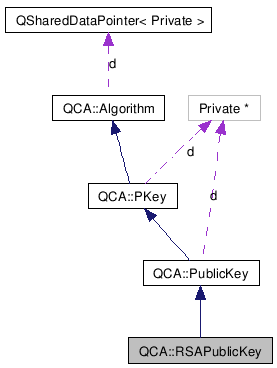 QSharedDataPointer< Private >
d
QCA::Algorithm
Private *
d
QCA::PKey
d
QCA::PublicKey
QCA::RSAPublicKey